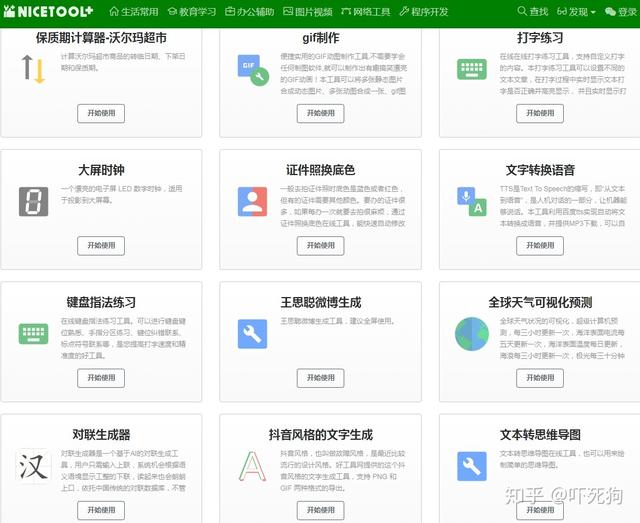 NICETOOL+ 生活常用 教育学习 办公辅助 图片视频 网络工具 程序开发 查找 发现 登录
保质期计算器-沃尔玛超市
计算沃尔玛超市商品的转临日期、下架日
期和保质期。
开始使用
gif制作
便捷实用的GIF动图制作工具,不需要学会
任何制图软件,就可以制作出有趣搞笑漂亮
的GIF动画！本工具可以将多张静态图片
合成动态图片、多张动图合成一张、gif图
开始使用
打字练习
在线在线打字练习工具，支持自定义打字
的内容。本打字练习工具可以设置不同的
文本文章，在打字过程中实时显示文本打
字是否正确并高亮显示，并且实时显示打
开始使用
大屏时钟
一个漂亮的电子屏 LED 数字时钟，适用
于投影到大屏幕。
开始使用
证件照换底色
一般去拍证件照时底色是蓝色或者红色，
但有的证件需要其他颜色。要办的证件很
多，如果每办一次就要去拍很麻烦，通过
证件照换底色在线工具，能快速自动修改
开始使用
文字转换语音
TTS是Text To Speech的缩写，即“从文本
到语音”，是人机对话的一部分，让机器能
够说话。本工具利用百度tts实现自动将文
本转换成语音，并提供MP3下载，可以自
开始使用
键盘指法练习
在线键盘指法练习工具。可以进行键盘键
位熟悉、手指分区练习、键位纠错联系、
标点符号联系等，是您提高打字速度和精
准度的好工具。
开始使用
王思聪微博生成
王思聪微博生成工具，建议全屏使用。
开始使用
全球天气可视化预测
全球天气状况的可视化，超级计算机预
测，每三小时更新一次，海洋表面电流每
五天更新一次，海洋表面温度每日更新，
海浪每三小时更新一次，极光每三十分钟
开始使用
对联生成器
对联生成器是一个基于AI的对联生成工
具，用户只需输入上联，系统机会根据语
义语境显示工整的下联，读起来也会朗朗
上口，依托中国传统的对联数据库，不管
开始使用
汉
抖音风格的文字生成
抖音风格，也叫做故障风格，是最近比较
流行的设计风格。好工具网提供的这个抖
音风格的文字生成工具，支持 PNG 和
GIF 两种格式的导出。
开始使用
文本转思维导图
文本转思维导图在线工具，也可以用来绘
制简单的思维导图。
开始使用
知乎 @吓死狗